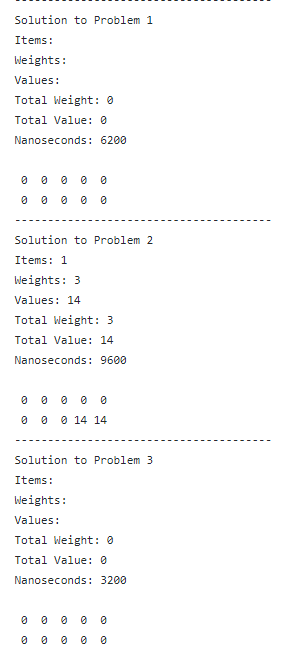 ---------------------------------------
Solution to Problem 1
Items:
Weights:
Values:
Total Weight: 0
Total Value: 0
Nanoseconds: 6200
0 0 0 0 0
0 0 0 0 0
---------------------------------------
Solution to Problem 2
Items: 1
Weights: 3
Values: 14
Total Weight: 3
Total Value: 14
Nanoseconds: 9600
0 0 0 0 0
0 0 0 14 14
---------------------------------------
Solution to Problem 3
Items:
Weights:
Values:
Total Weight: 0
Total Value: 0
Nanoseconds: 3200
0 0 0 0 0
0 0 0 0 0